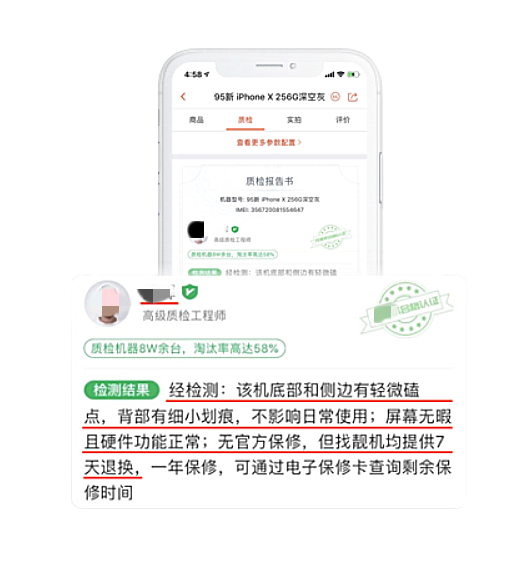 4:58
95新 iPhone X 256G深空灰
商品
质检
实拍
评价
查看更多参数配置
质检报告书
机器型号: 95新 iPhone X 256G深空灰
IMEI: 356720081554647
高级质检工程师
质检机器8W余台，淘汰率高达58%
检测结果 经检测：该机底部和侧边有轻微磕
高级质检工程师
合格认证
质检机器8W余台，淘汰率高达58%
检测结果 经检测：该机底部和侧边有轻微磕
点，背部有细小划痕，不影响日常使用；屏幕无暇
且硬件功能正常；无官方保修，但找靓机均提供7
天退换，一年保修，可通过电子保修卡查询剩余保
修时间